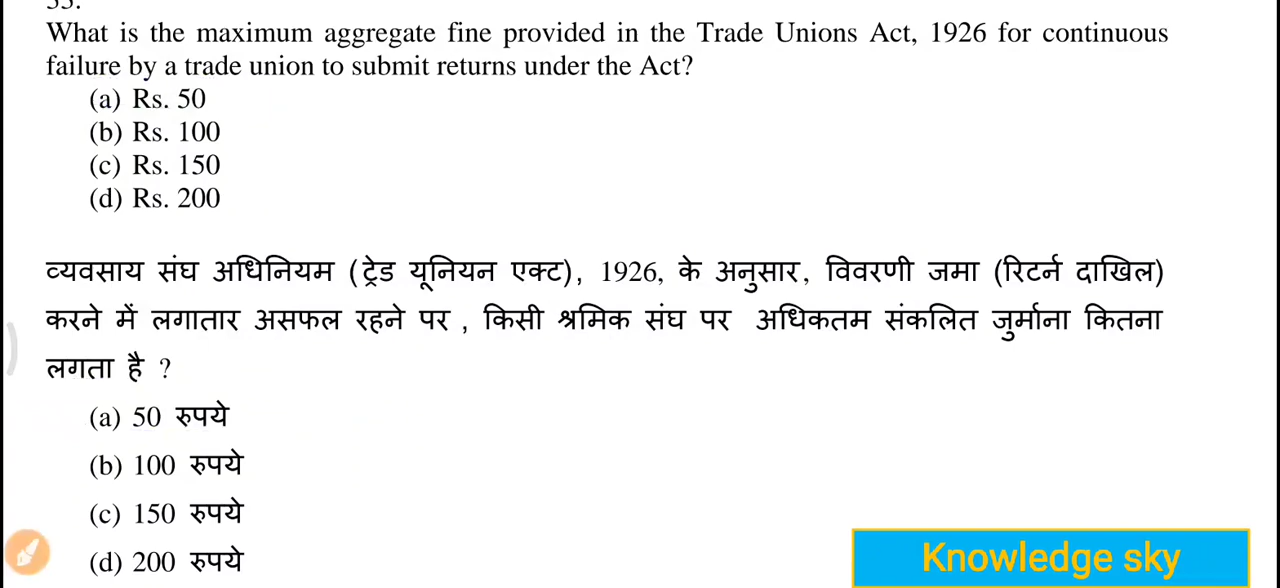 What is the maximum aggregate fine provided in the Trade Unions Act, 1926 for continuous
failure by a trade union to submit returns under the Act?
(a) Rs. 50
(b) Rs. 100
(c) Rs. 150
(d) Rs. 200
व्यवसाय संघ अधिनियम (ट्रेड यूनियन एक्ट), 1926, के अनुसार, विवरणी जमा (रिटर्न दाखिल)
करने में लगातार असफल रहने पर , किसी श्रमिक संघ पर अधिकतम संकलित जुर्माना कितना
लगता है ?
(a) 50 रुपये
(b) 100 रुपये
(c) 150 रुपये
(d) 200 रुपये
Knowledge sky